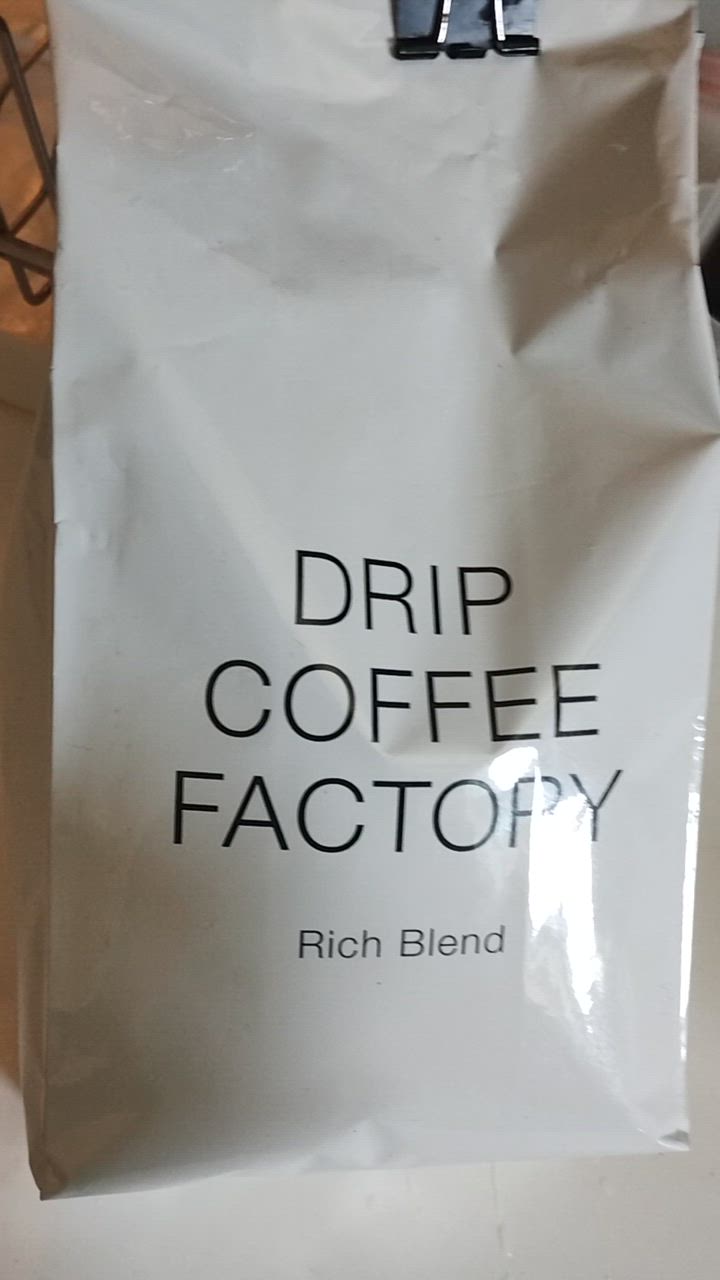 DRIP
COFFEE
FACTORY
Rich Blend